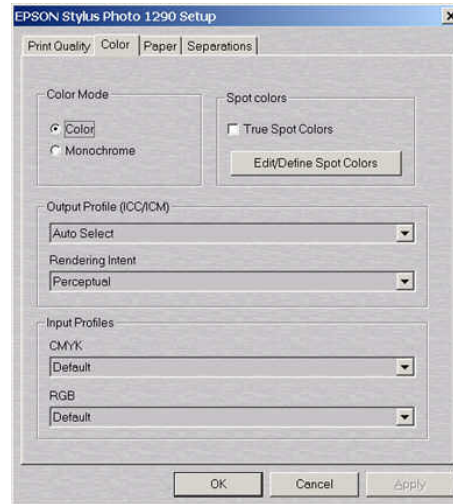 EPSON Stylus Photo 1290 Setup
Print Quality Color Paper Separations
Color Mode
Color
Monochrome
Spot colors
True Spot Colors
Edit/Define Spot Colors
Output Profile (ICC/ICM)
Auto Select
Rendering Intent
Perceptual
Input Profiles
CMYK
Default
RGB
Default
OK Cancel Apply